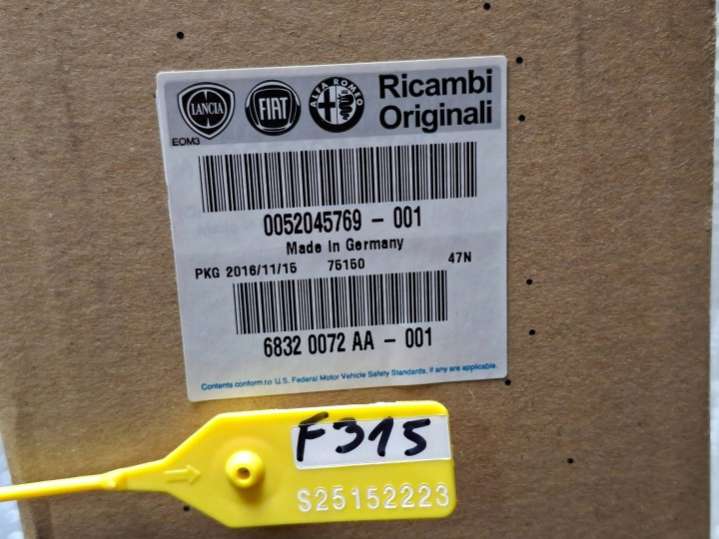 LANCIA FIAT ALFA ROMEO
Ricambi
Originali
EOM3
0052045769 - 001
Made In Germany
PKG 2016/11/15 75150 47N
6832 0072 AA - 001
Contents conform to U.S. Federal Motor Vehicle Safety Standards, if any are applicable.
F315
S25152223